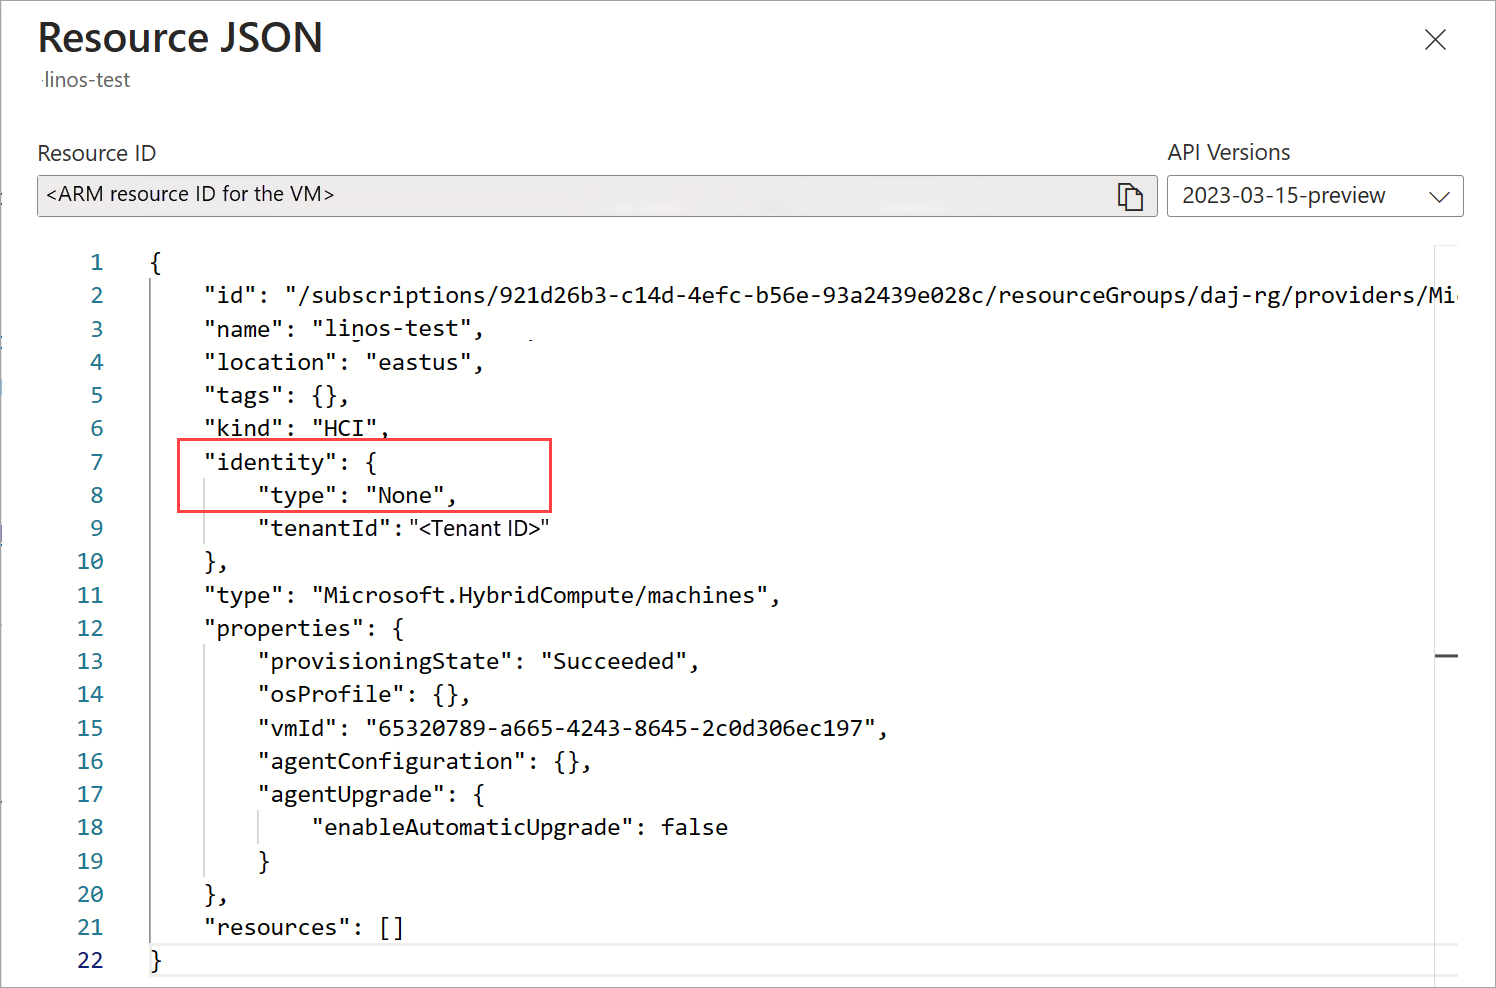 Resource JSON
linos-test
Resource ID
API Versions
<ARM resource ID for the VM>
2023-03-15-preview
1 {
2 "id": "/subscriptions/921d26b3-c14d-4efc-b56e-93a2439e028c/resourceGroups/daj-rg/providers/Mi
3 "name": "linos-test",
4 "location": "eastus",
5 "tags": {},
6 "kind": "HCI",
7 "identity": {
8 "type": "None",
9 "tenantId": "<Tenant ID>"
10 },
11 "type": "Microsoft.HybridCompute/machines",
12 "properties": {
13 "provisioningState": "Succeeded",
14 "osProfile": {},
15 "vmId": "65320789-a665-4243-8645-2c0d306ec197",
16 "agentConfiguration": {},
17 "agentUpgrade": {
18 "enableAutomaticUpgrade": false
19 }
20 },
21 "resources": []
22 }